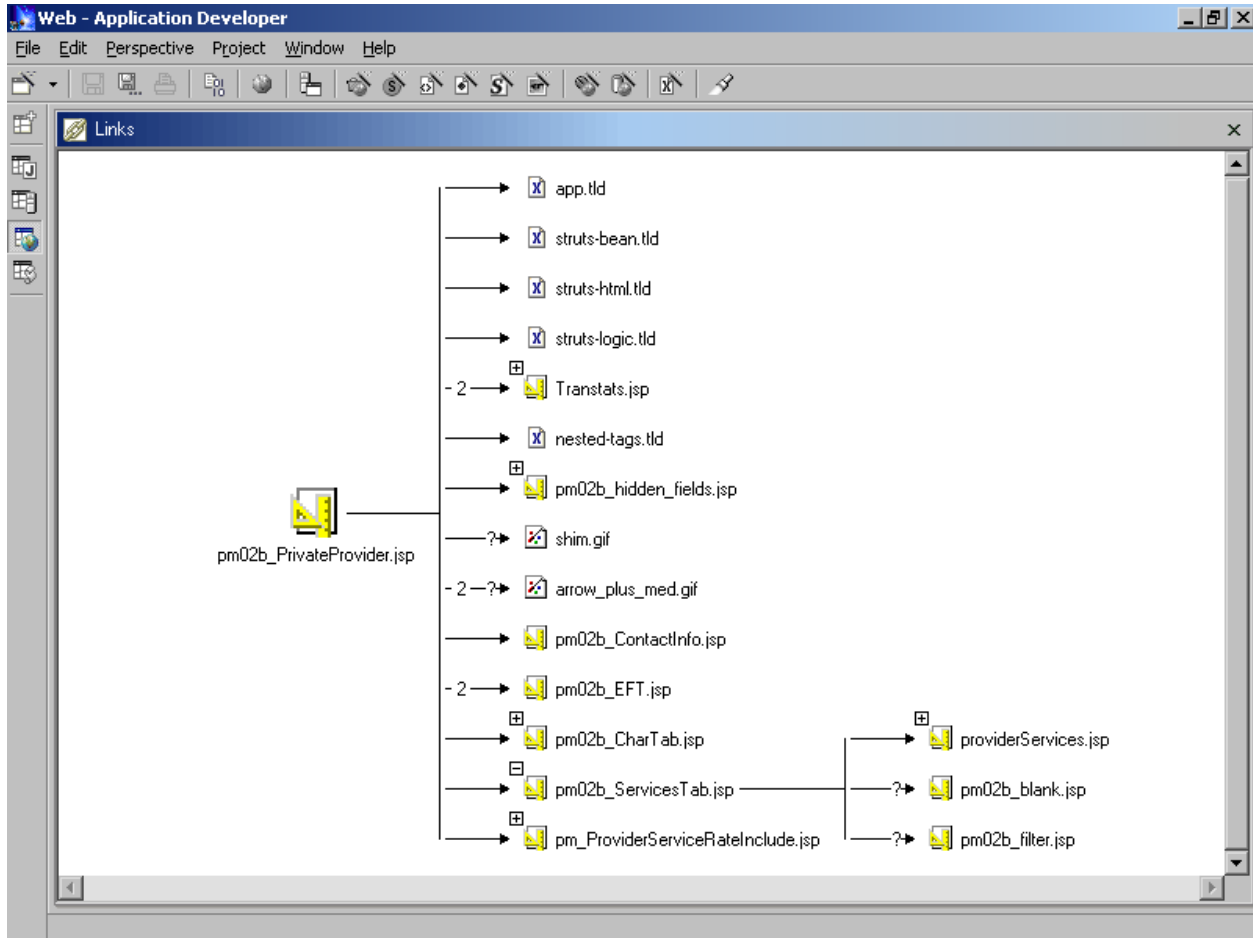 Web - Application Developer
File Edit Perspective Project Window Help
Links
app.tld
struts-bean.tld
struts-html.tld
struts-logic.tld
2 Transtats.jsp
nested-tags.tld
pm02b_hidden_fields.jsp
pm02b_PrivateProvider.jsp
? shim.gif
2 ? arrow_plus_med.gif
pm02b_ContactInfo.jsp
2 pm02b_EFT.jsp
pm02b_CharTab.jsp providerServices.jsp
pm02b_ServicesTab.jsp ? pm02b_blank.jsp
pm_ProviderServiceRateInclude.jsp ? pm02b_filter.jsp